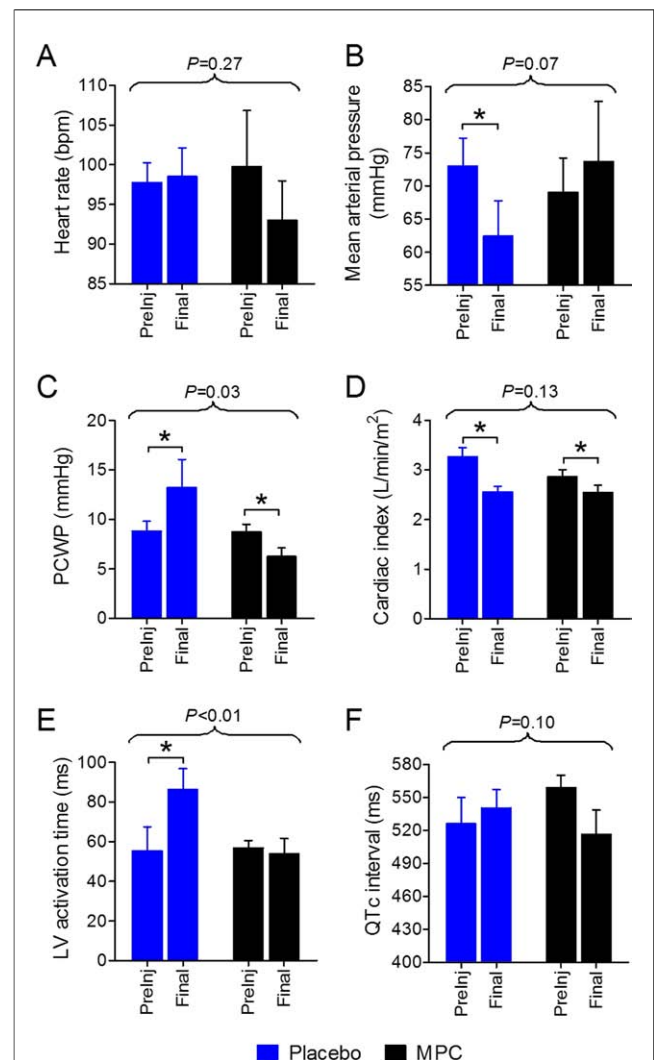 A
P=0.27
Heart rate (bpm)
110
105
100
95
90
85
PreInj
Final
PreInj
Final
B
P=0.07
Mean arterial pressure
(mmHg)
85
80
75
70
65
60
55
*
PreInj
Final
PreInj
Final
C
P=0.03
PCWP (mmHg)
20
15
10
5
0
*
*
PreInj
Final
PreInj
Final
D
P=0.13
Cardiac index (L/min/m²)
4
3
2
1
0
*
*
PreInj
Final
PreInj
Final
E
P<0.01
LV activation time (ms)
100
80
60
40
20
0
*
PreInj
Final
PreInj
Final
F
P=0.10
QTc interval (ms)
580
550
520
490
460
430
400
PreInj
Final
PreInj
Final
Placebo
MPC